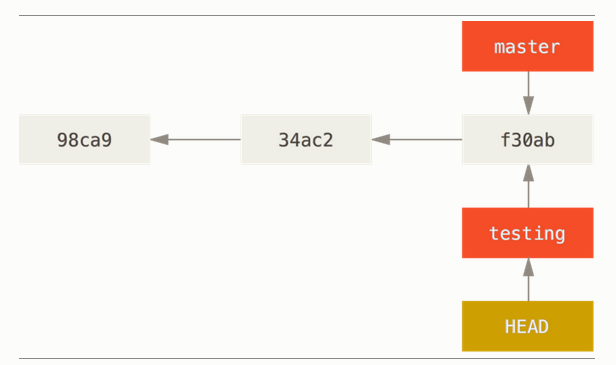 master
98ca9
34ac2
f30ab
testing
HEAD